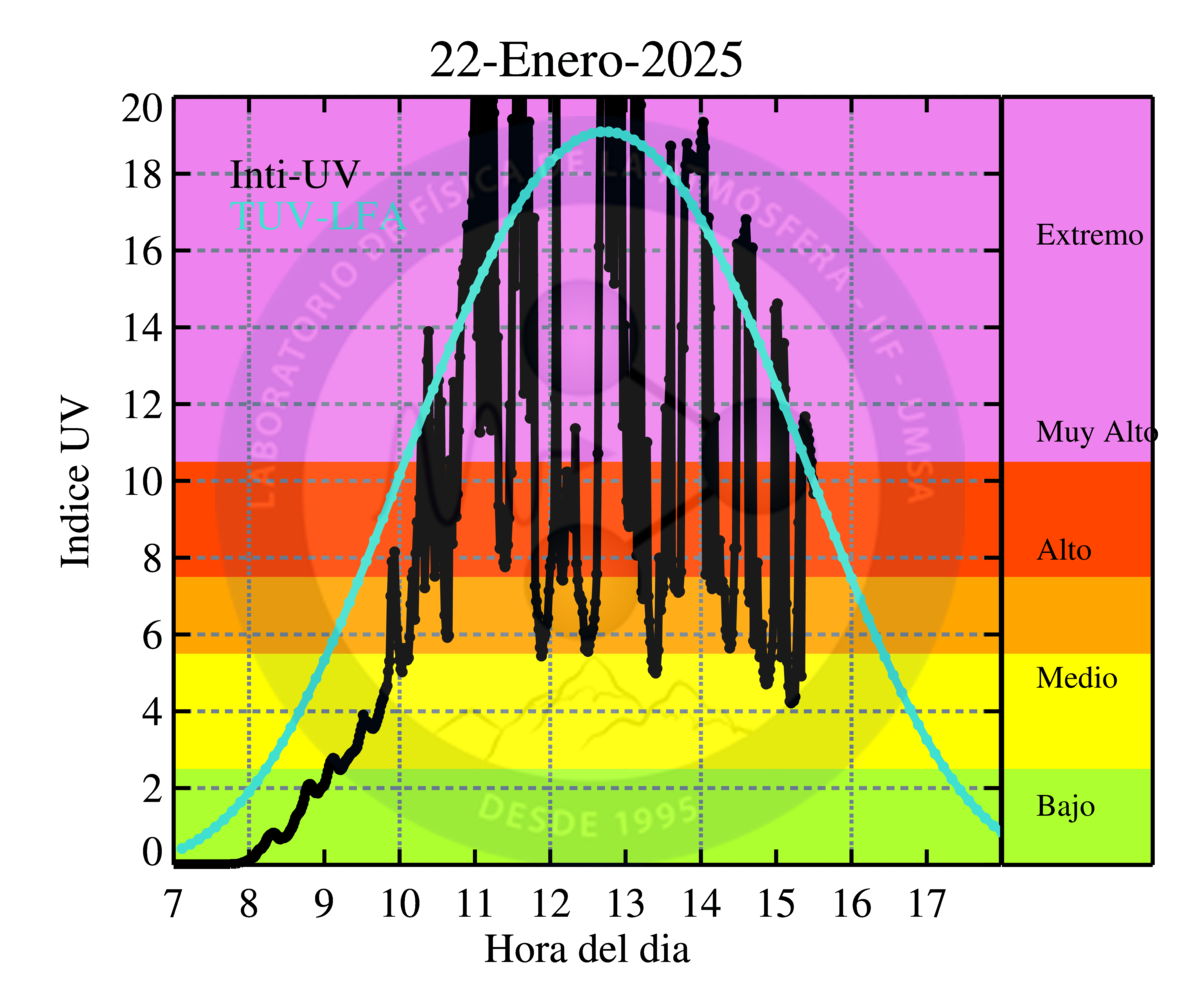 22-Enero-2025
20
18
16
14
12
10
8
6
4
2
0
Indice UV
Inti-UV
TUV-LFA
LABORATORIO DE FÍSICA DE LA ATMÓSFERA - IIF - UMSA
DESDE 1995
Extremo
Muy Alto
Alto
Medio
Bajo
7 8 9 10 11 12 13 14 15 16 17
Hora del dia